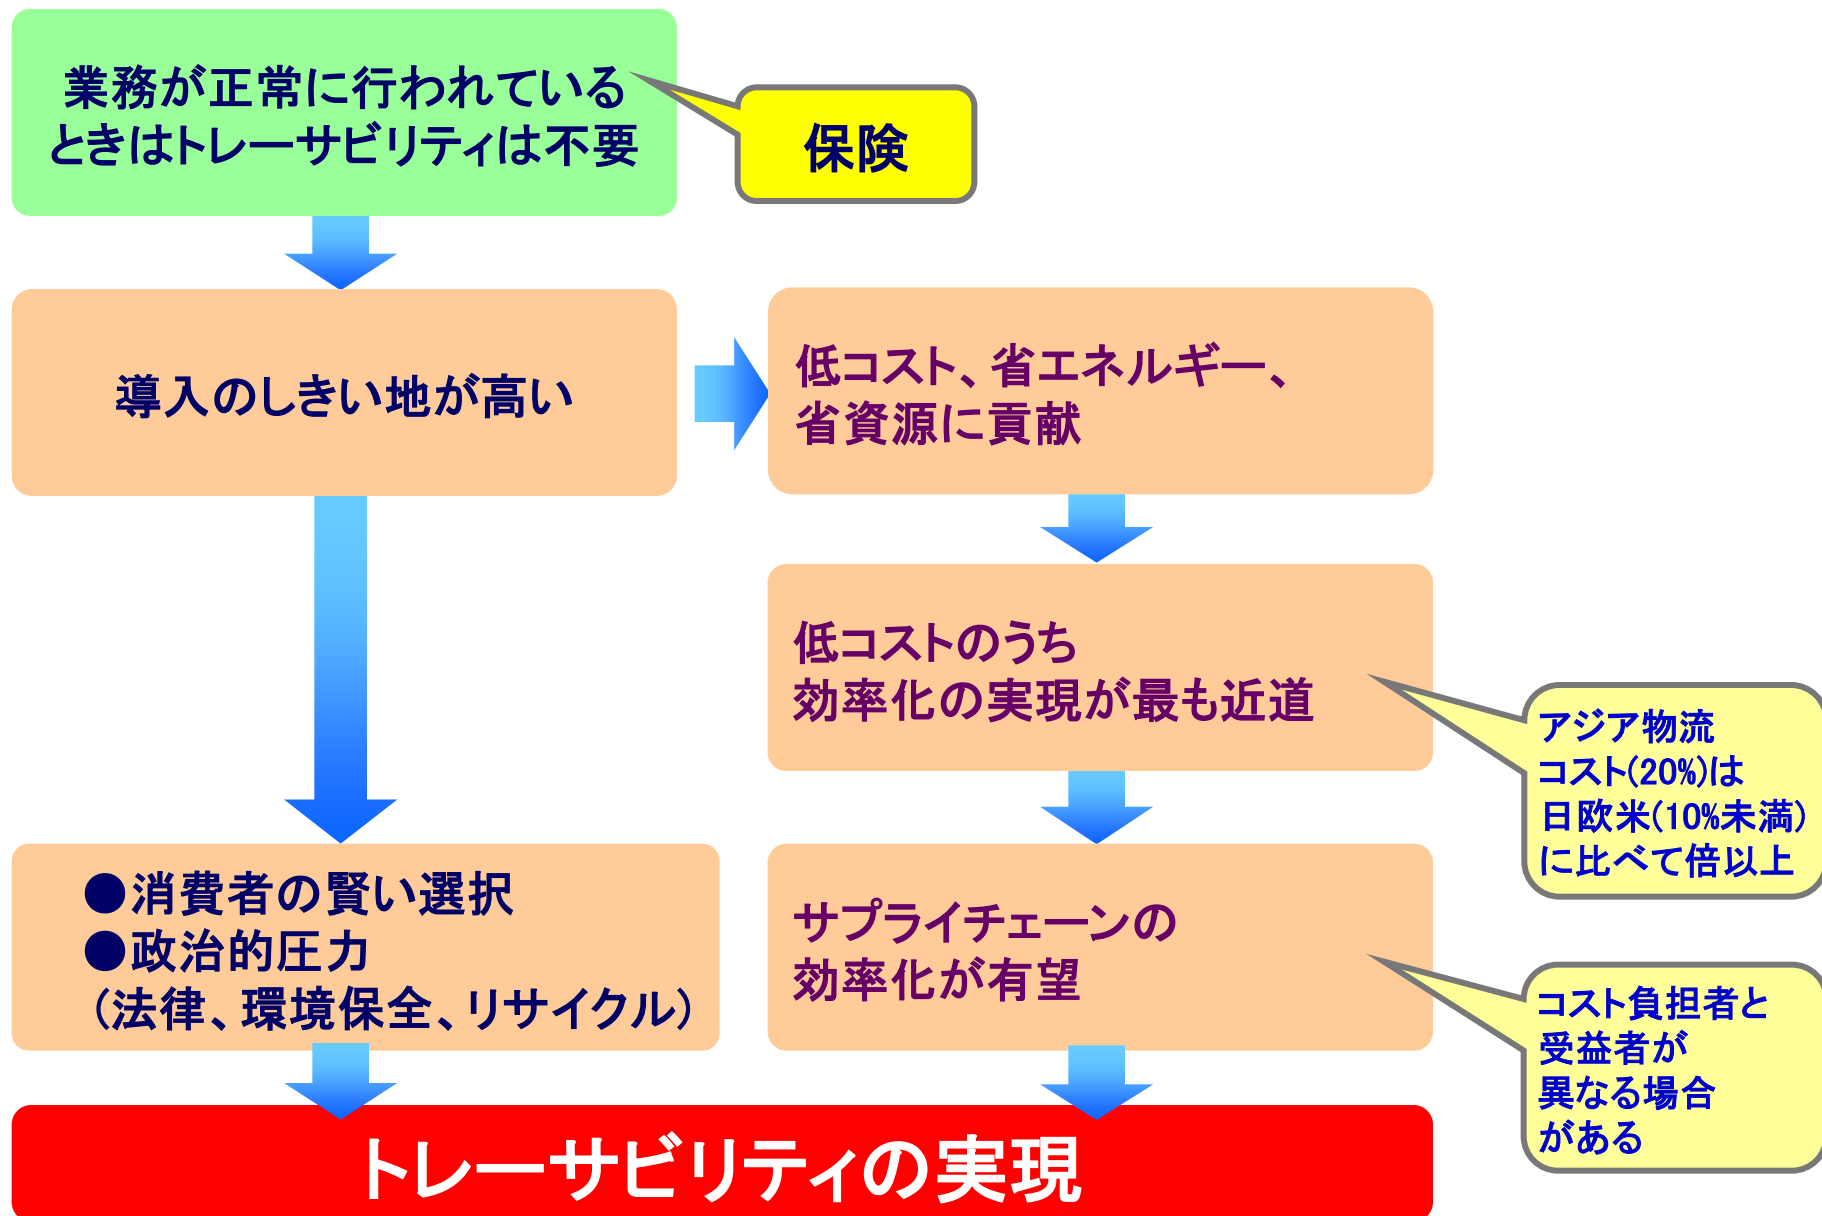 業務が正常に行われている
ときはトレーサビリティは不要
保険
導入のしきい地が高い
低コスト、省エネルギー、
省資源に貢献
低コストのうち
効率化の実現が最も近道
アジア物流
コスト(20%)は
日欧米(10%未満)
に比べて倍以上
●消費者の賢い選択
●政治的圧力
(法律、環境保全、リサイクル)
サプライチェーンの
効率化が有望
コスト負担者と
受益者が
異なる場合
がある
トレーサビリティの実現